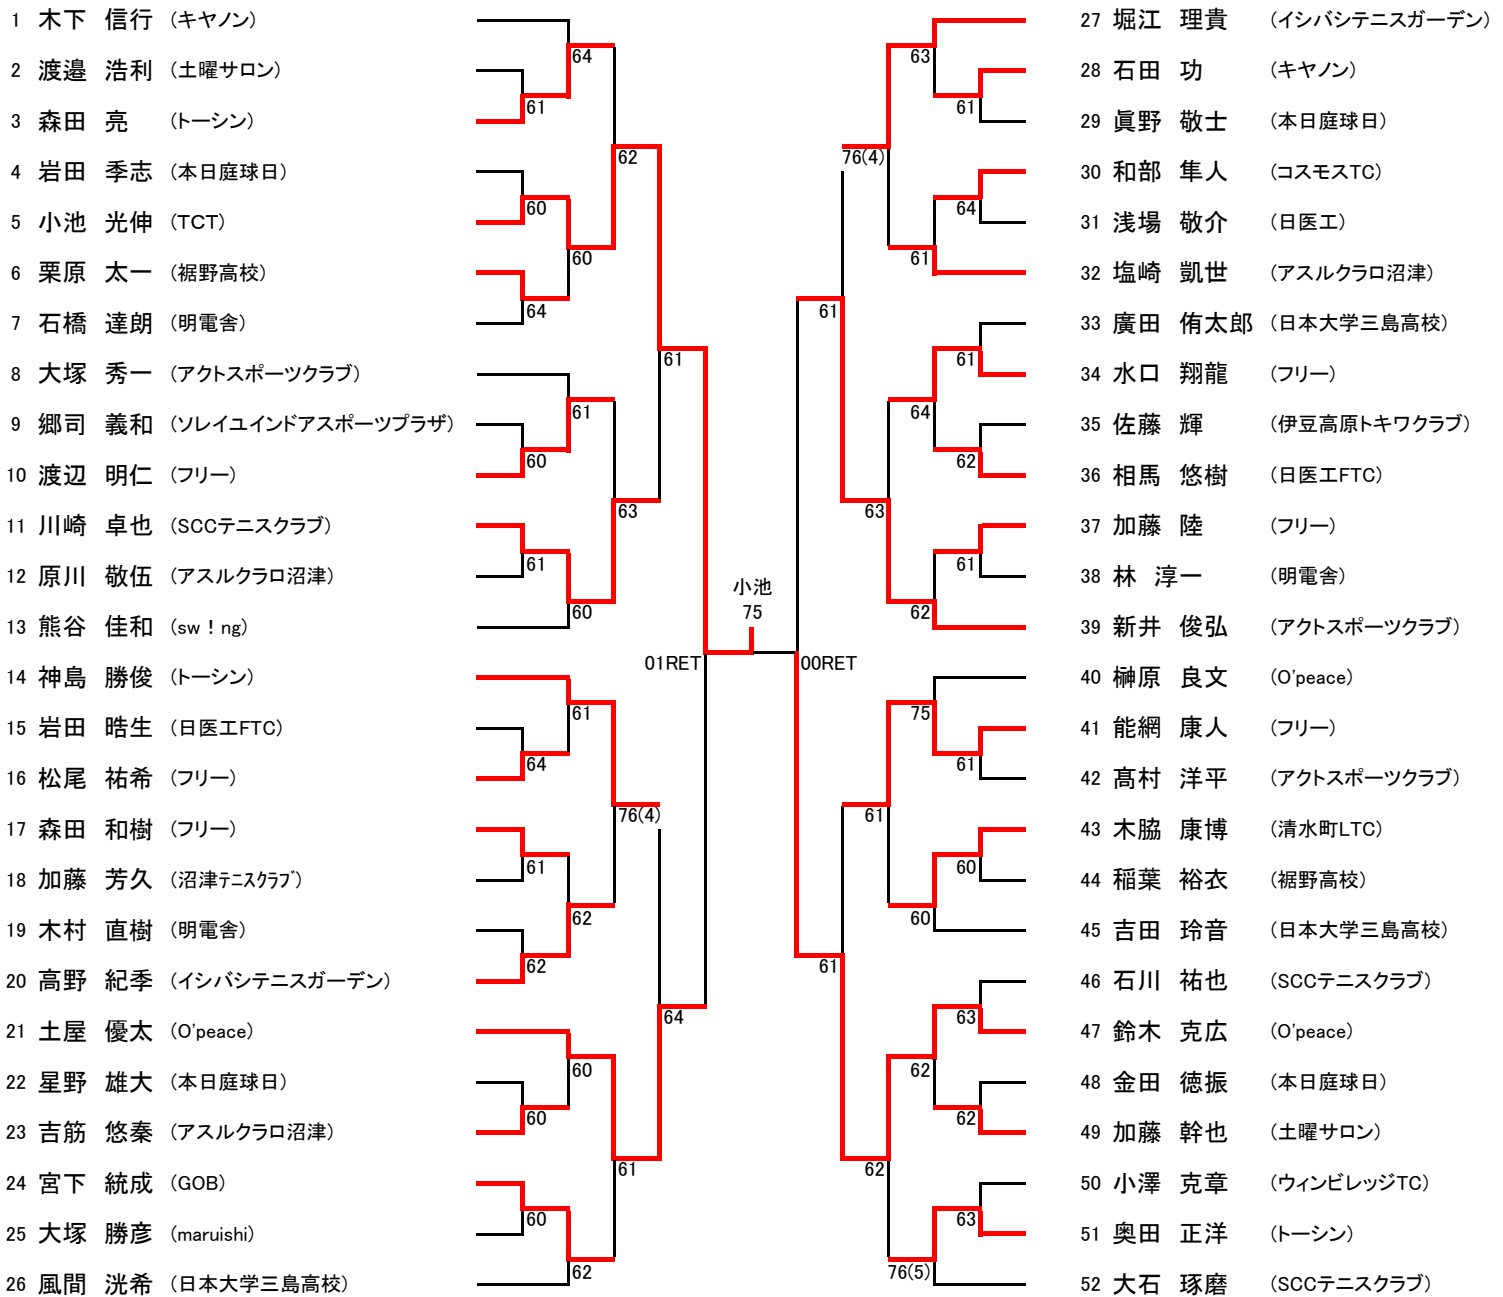 1 木下 信行 (キヤノン)
2 渡邉 浩利 (土曜サロン)
3 森田 亮 (トーシン)
4 岩田 季志 (本日庭球日)
5 小池 光伸 (TCT)
6 栗原 太一 (裾野高校)
7 石橋 達朗 (明電舎)
8 大塚 秀一 (アクトスポーツクラブ)
9 郷司 義和 (ソレイユインドアスポーツプラザ)
10 渡辺 明仁 (フリー)
11 川崎 卓也 (SCCテニスクラブ)
12 原川 敬伍 (アスルクラロ沼津)
13 熊谷 佳和 (sw!ng)
14 神島 勝俊 (トーシン)
15 岩田 晧生 (日医工FTC)
16 松尾 祐希 (フリー)
17 森田 和樹 (フリー)
18 加藤 芳久 (沼津テニスクラブ)
19 木村 直樹 (明電舎)
20 高野 紀季 (イシバシテニスガーデン)
21 土屋 優太 (O'peace)
22 星野 雄大 (本日庭球日)
23 吉筋 悠秦 (アスルクラロ沼津)
24 宮下 統成 (GOB)
25 大塚 勝彦 (maruishi)
26 風間 洸希 (日本大学三島高校)
61
60
64
60
61
64
61
62
60
60
64
60
61
60
61
62
60
62
62
63
76(4)
61
61
64
01RET
小池
75
00RET
61
61
76(4)
63
61
62
63
61
64
62
75
60
62
76(5)
61
64
61
62
61
61
60
63
62
63
27 堀江 理貴 (イシバシテニスガーデン)
28 石田 功 (キヤノン)
29 眞野 敬士 (本日庭球日)
30 和部 隼人 (コスモスTC)
31 浅場 敬介 (日医工)
32 塩崎 凱世 (アスルクラロ沼津)
33 廣田 侑太郎 (日本大学三島高校)
34 水口 翔龍 (フリー)
35 佐藤 輝 (伊豆高原トキワクラブ)
36 相馬 悠樹 (日医工FTC)
37 加藤 陸 (フリー)
38 林 淳一 (明電舎)
39 新井 俊弘 (アクトスポーツクラブ)
40 榊原 良文 (O'peace)
41 能網 康人 (フリー)
42 髙村 洋平 (アクトスポーツクラブ)
43 木脇 康博 (清水町LTC)
44 稲葉 裕衣 (裾野高校)
45 吉田 玲音 (日本大学三島高校)
46 石川 祐也 (SCCテニスクラブ)
47 鈴木 克広 (O'peace)
48 金田 徳振 (本日庭球日)
49 加藤 幹也 (土曜サロン)
50 小澤 克章 (ウィンビレッジTC)
51 奥田 正洋 (トーシン)
52 大石 琢磨 (SCCテニスクラブ)